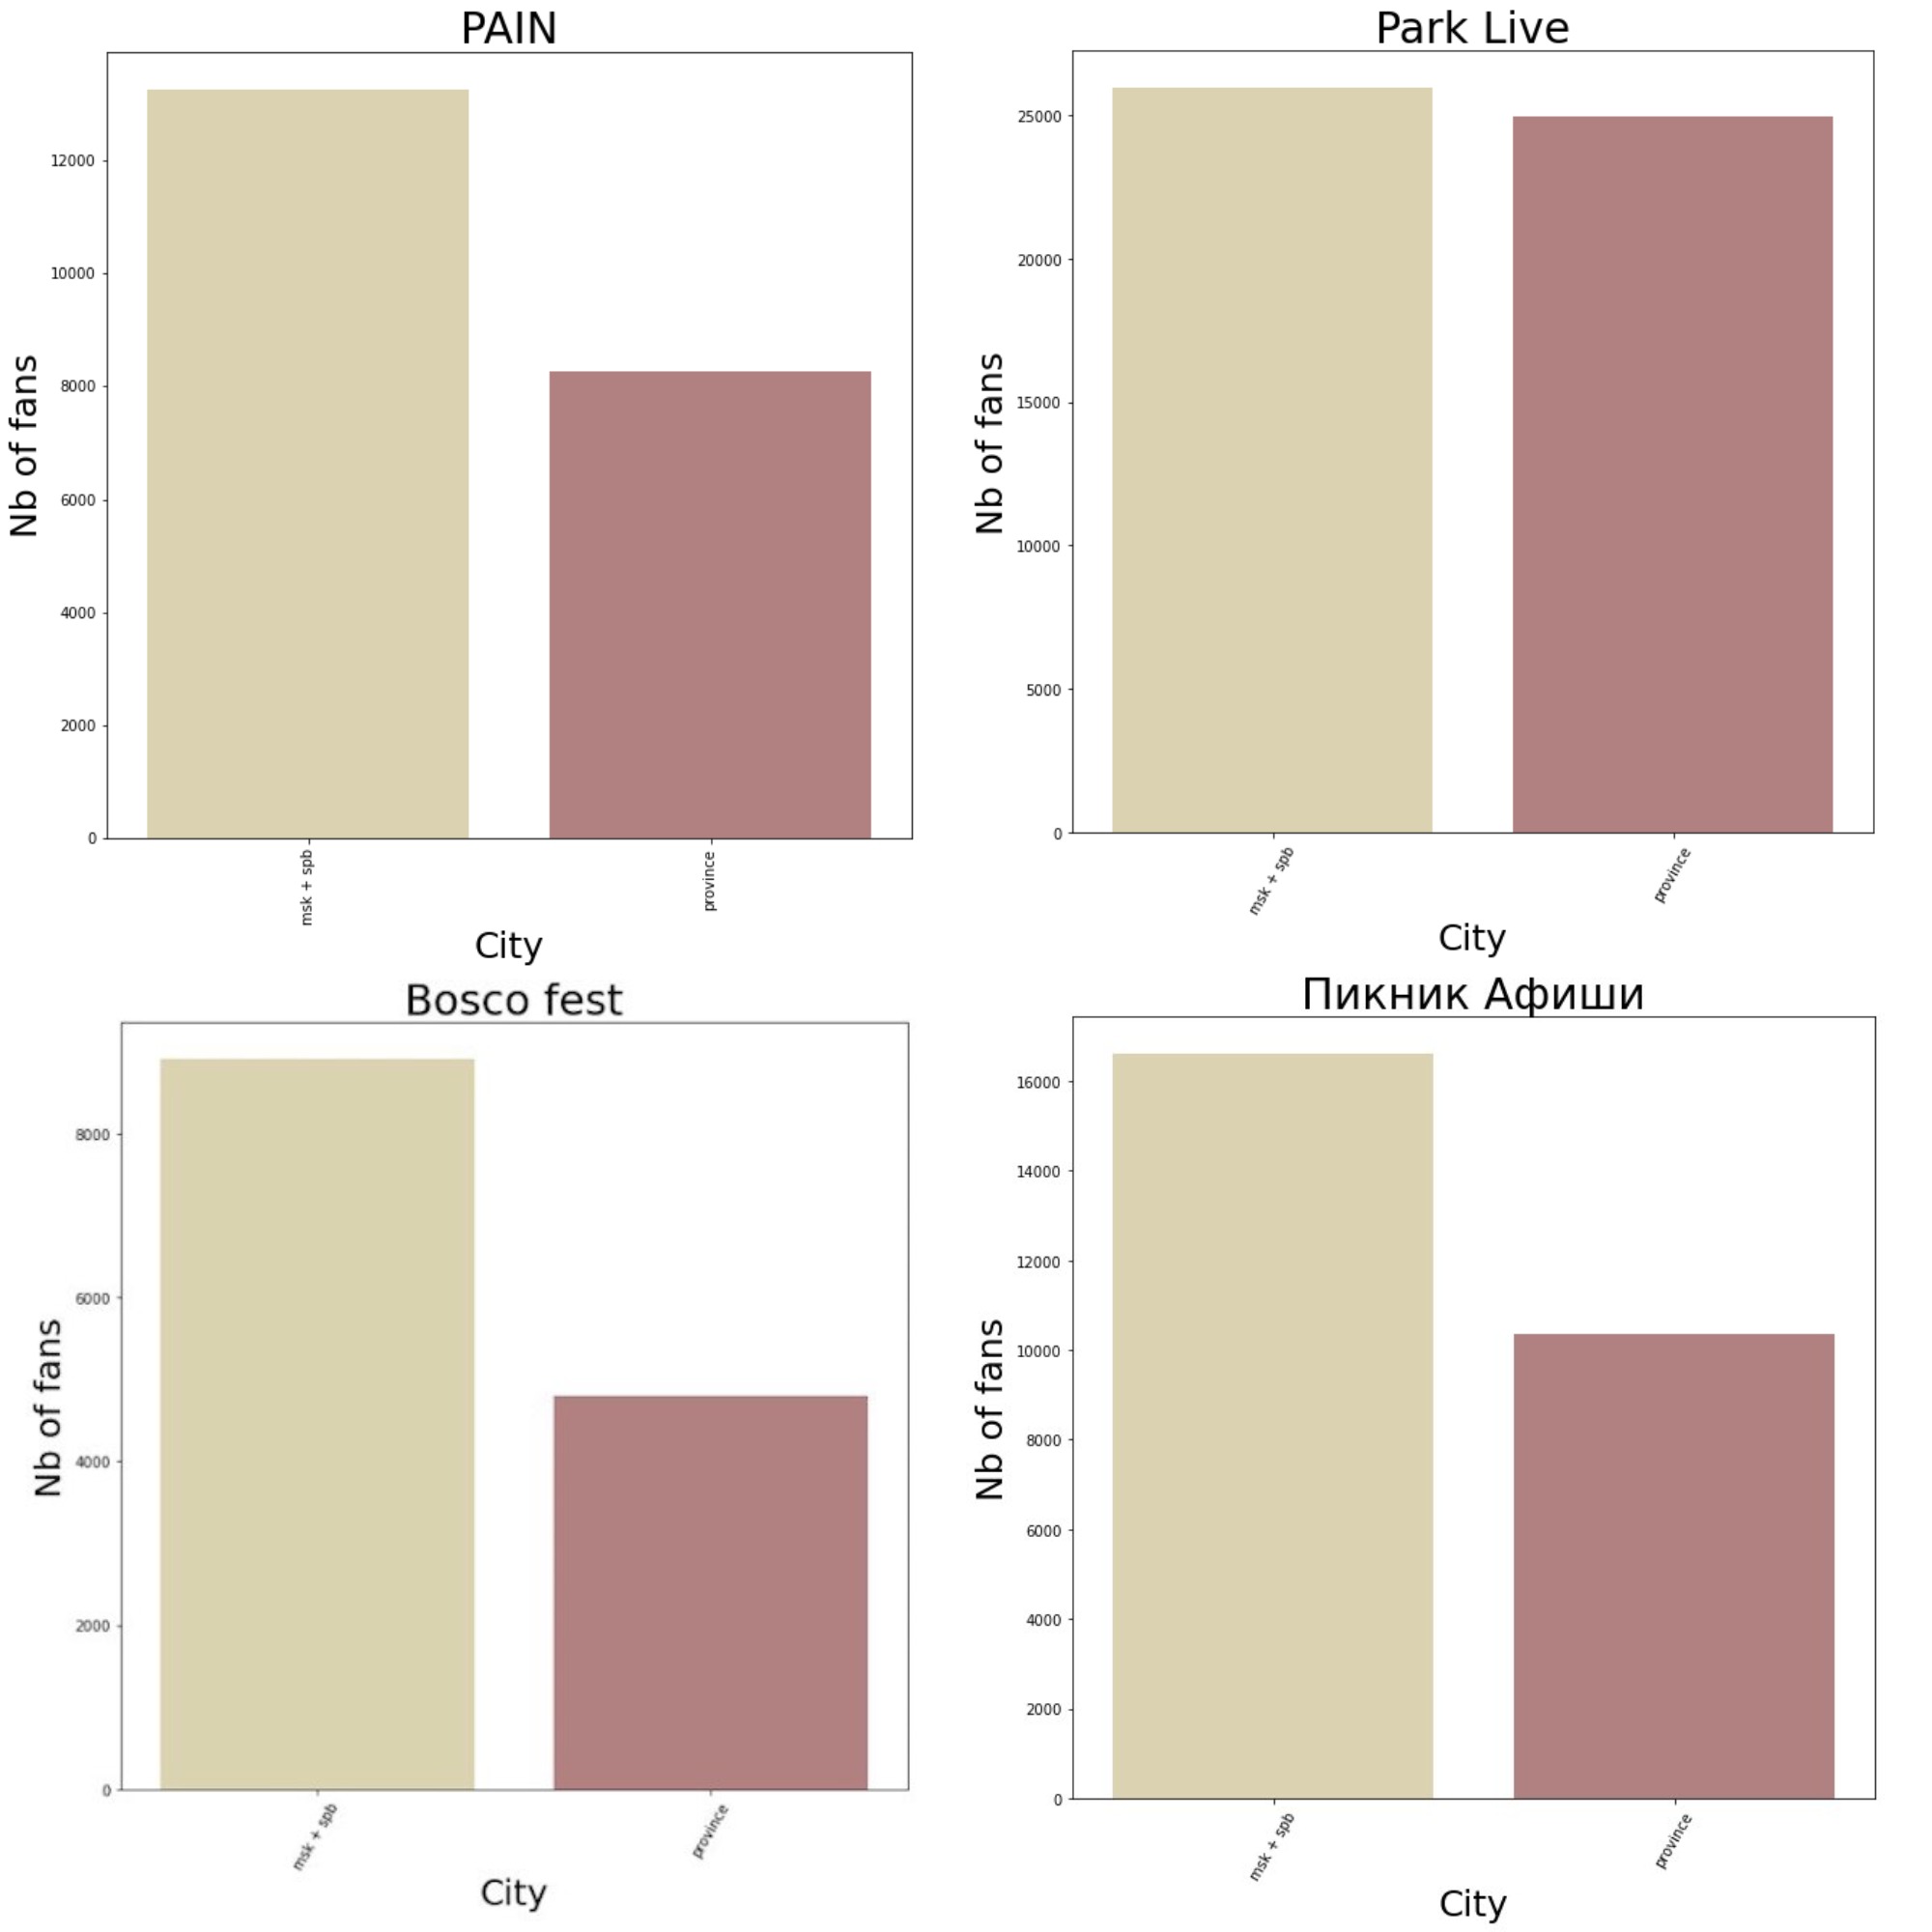 PAIN
Nb of fans
12000
10000
8000
6000
4000
2000
0
msk + spb
province
City
Park Live
Nb of fans
25000
20000
15000
10000
5000
0
msk + spb
province
City
Bosco fest
Nb of fans
8000
6000
4000
2000
0
msk + spb
province
City
Пикник Афиши
Nb of fans
16000
14000
12000
10000
8000
6000
4000
2000
0
msk + spb
province
City